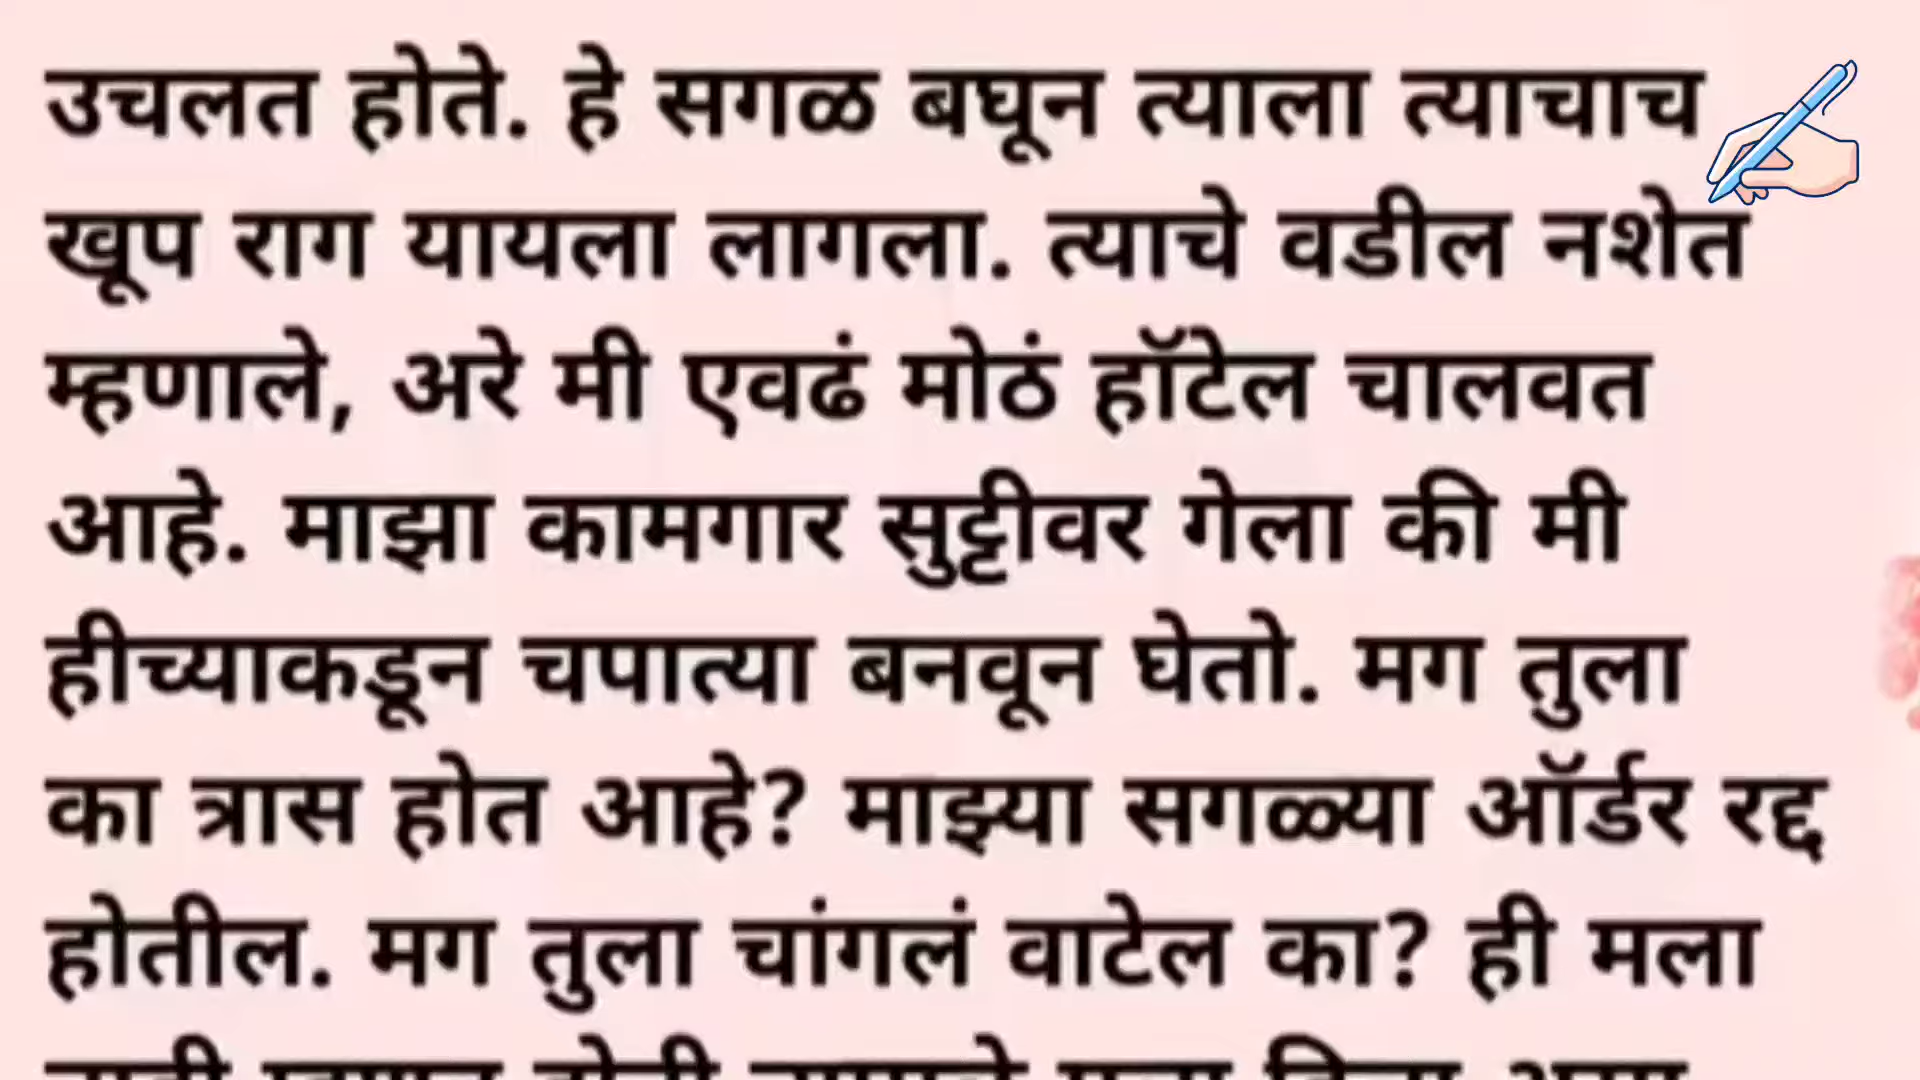 उचलत होते. हे सगळ बघून त्याला त्याचाच
खूप राग यायला लागला. त्याचे वडील नशेत
म्हणाले, अरे मी एवढं मोठं हॉटेल चालवत
आहे. माझा कामगार सुट्टीवर गेला की मी
हीच्याकडून चपात्या बनवून घेतो. मग तुला
का त्रास होत आहे? माझ्या सगळ्या ऑर्डर रद्द
होतील. मग तुला चांगलं वाटेल का? ही मला